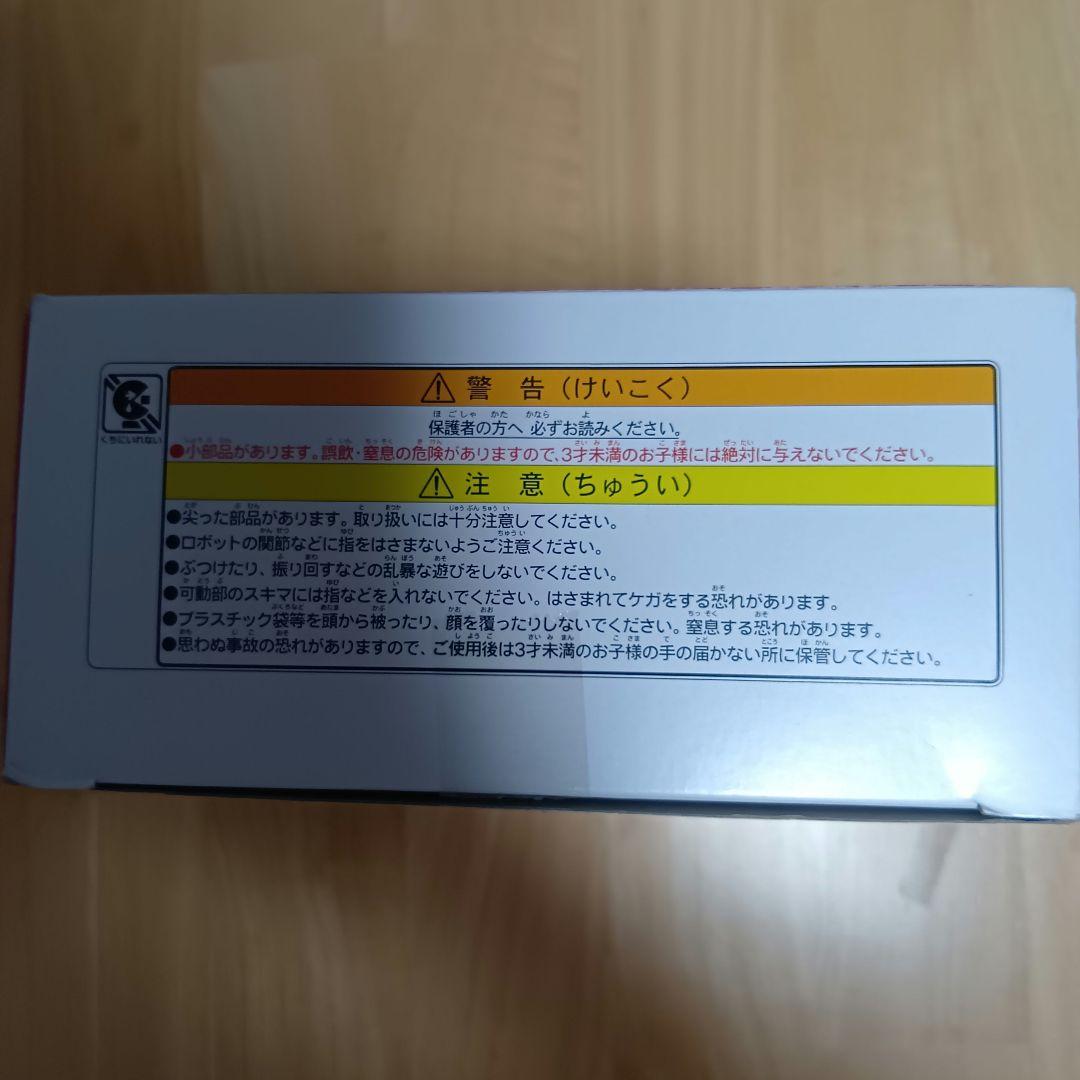 警 告（けいこく）
保護者の方へ 必ずお読みください。
くちにいれない
●小部品があります。誤飲・窒息の危険がありますので、3才未満のお子様には絶対に与えないでください。
注 意（ちゅうい）
●尖った部品があります。取り扱いには十分注意してください。
●ロボットの関節などに指をはさまないようご注意ください。
●ぶつけたり、振り回すなどの乱暴な遊びをしないでください。
●可動部のスキマには指などを入れないでください。はさまれてケガをする恐れがあります。
●プラスチック袋等を頭から被ったり、顔を覆ったりしないでください。窒息する恐れがあります。
●思わぬ事故の恐れがありますので、ご使用後は3才未満のお子様の手の届かない所に保管してください。